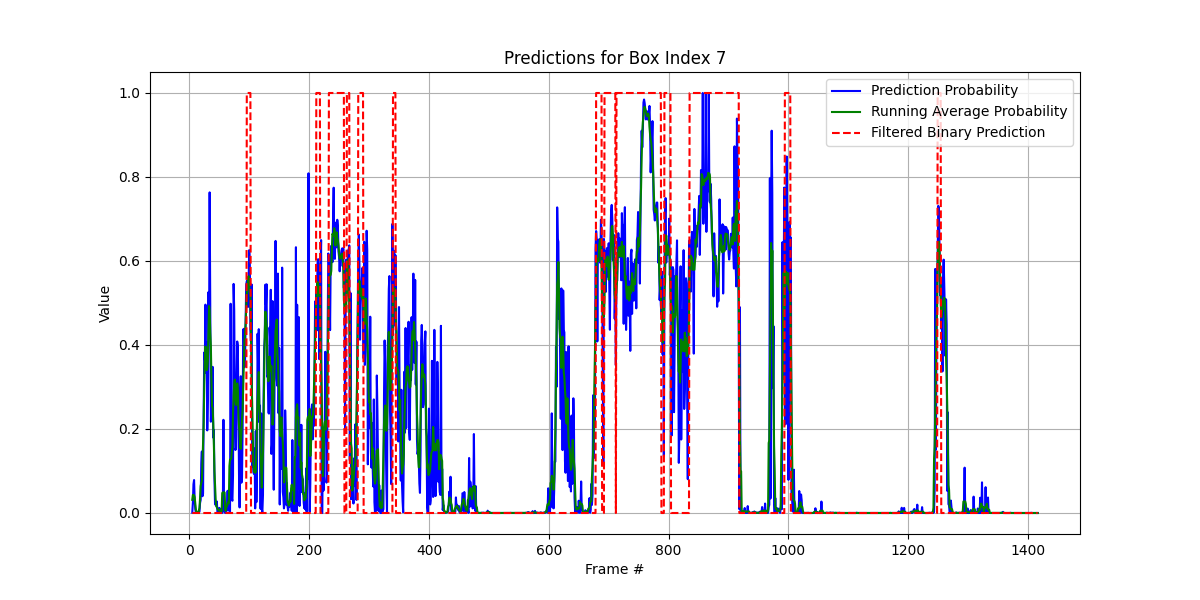 Predictions for Box Index 7
1.0
0.8
0.6
0.4
0.2
0.0
Value
0
200
400
600
800
1000
1200
1400
Frame #
Prediction Probability
Running Average Probability
Filtered Binary Prediction